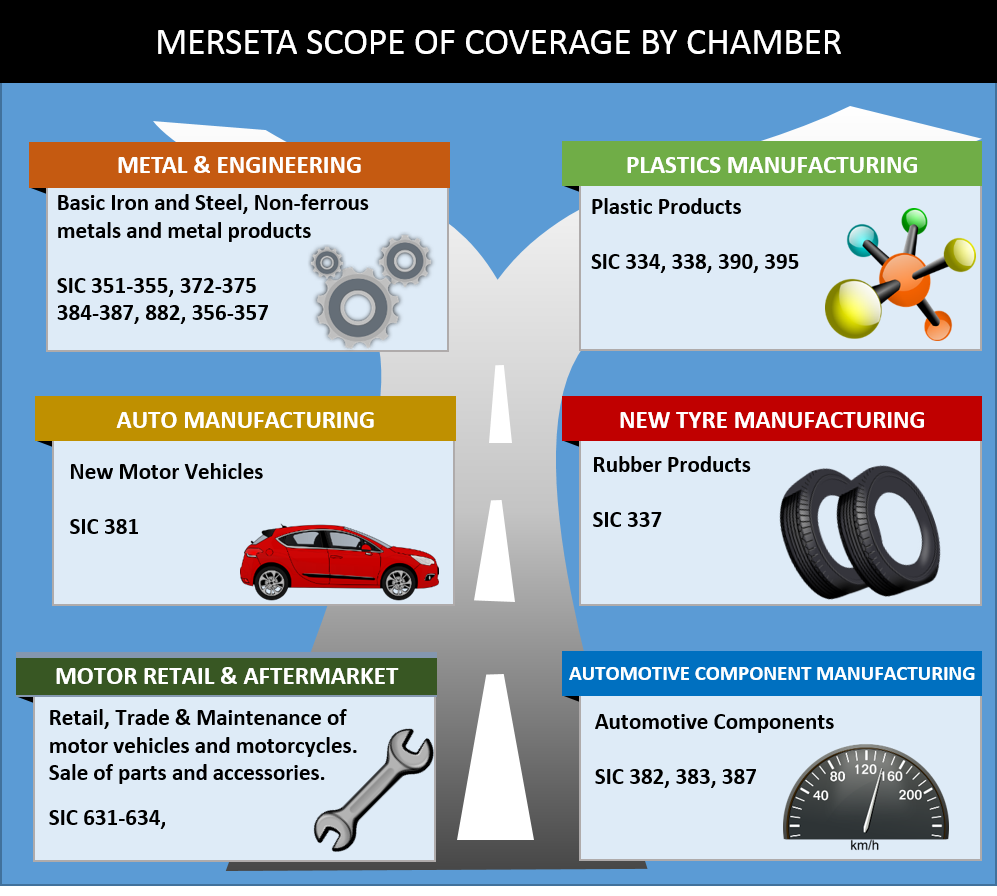 MERSETA SCOPE OF COVERAGE BY CHAMBER
METAL & ENGINEERING
Basic Iron and Steel, Non-ferrous
metals and metal products
SIC 351-355, 372-375
384-387, 882, 356-357
PLASTICS MANUFACTURING
Plastic Products
SIC 334, 338, 390, 395
AUTO MANUFACTURING
New Motor Vehicles
SIC 381
NEW TYRE MANUFACTURING
Rubber Products
SIC 337
MOTOR RETAIL & AFTERMARKET
Retail, Trade & Maintenance of
motor vehicles and motorcycles.
Sale of parts and accessories.
SIC 631-634,
AUTOMOTIVE COMPONENT MANUFACTURING
Automotive Components
SIC 382, 383, 387
40 80 120 160 200
km/h